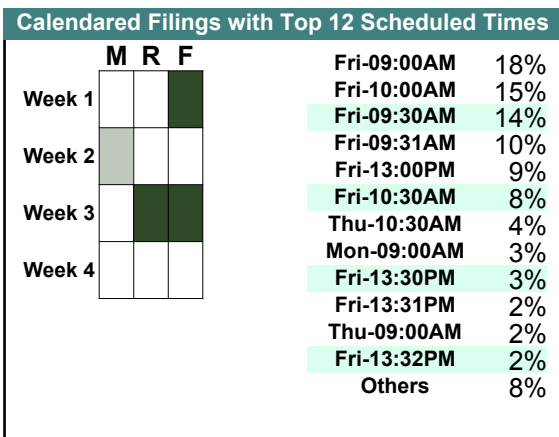 Calendared Filings with Top 12 Scheduled Times
M R F
Week 1
Week 2
Week 3
Week 4
Fri-09:00AM 18%
Fri-10:00AM 15%
Fri-09:30AM 14%
Fri-09:31AM 10%
Fri-13:00PM 9%
Fri-10:30AM 8%
Thu-10:30AM 4%
Mon-09:00AM 3%
Fri-13:30PM 3%
Fri-13:31PM 2%
Thu-09:00AM 2%
Fri-13:32PM 2%
Others 8%